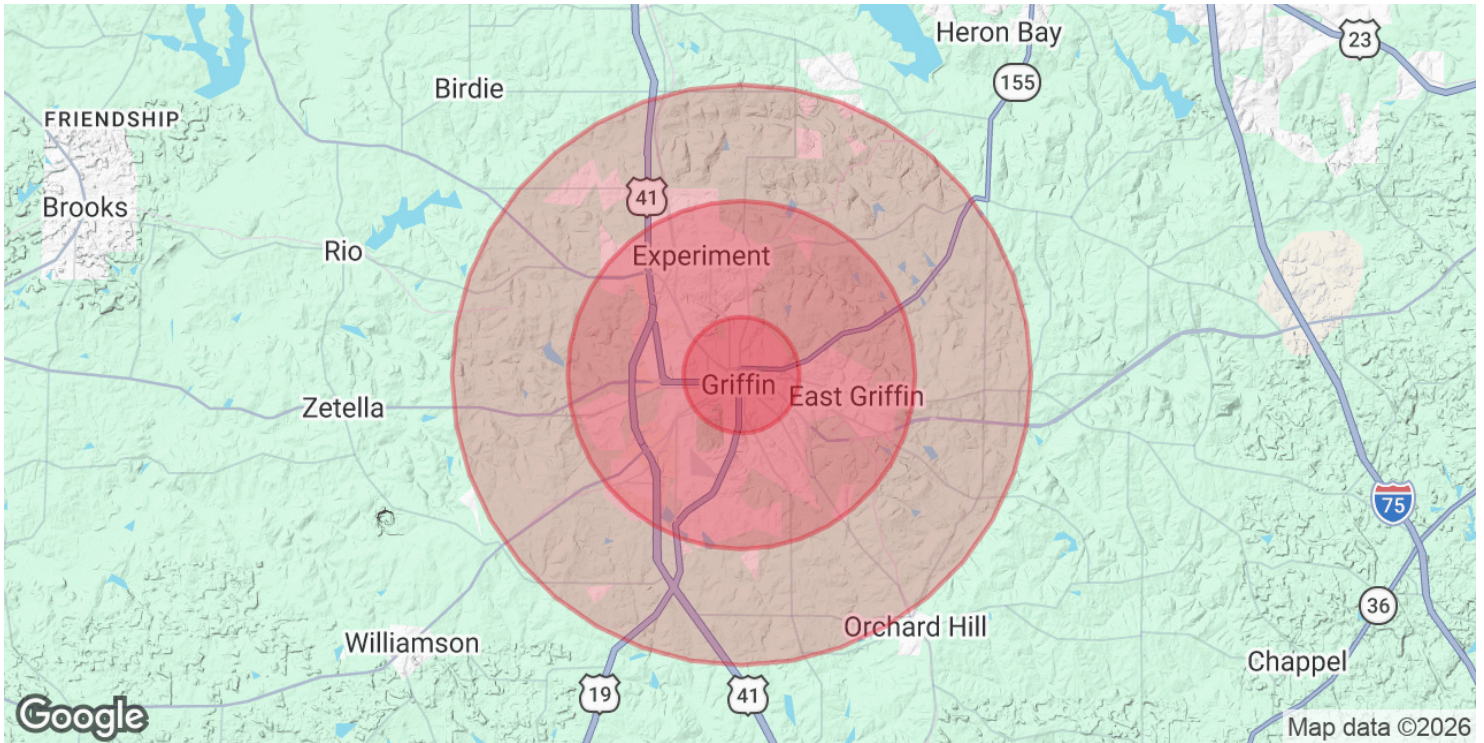 Heron Bay
23
155
Birdie
FRIENDSHIP
41
Brooks
Rio
Experiment
Griffin
East Griffin
Zetella
75
36
Orchard Hill
Williamson
Chappel
19
41
Google
Map data ©2026